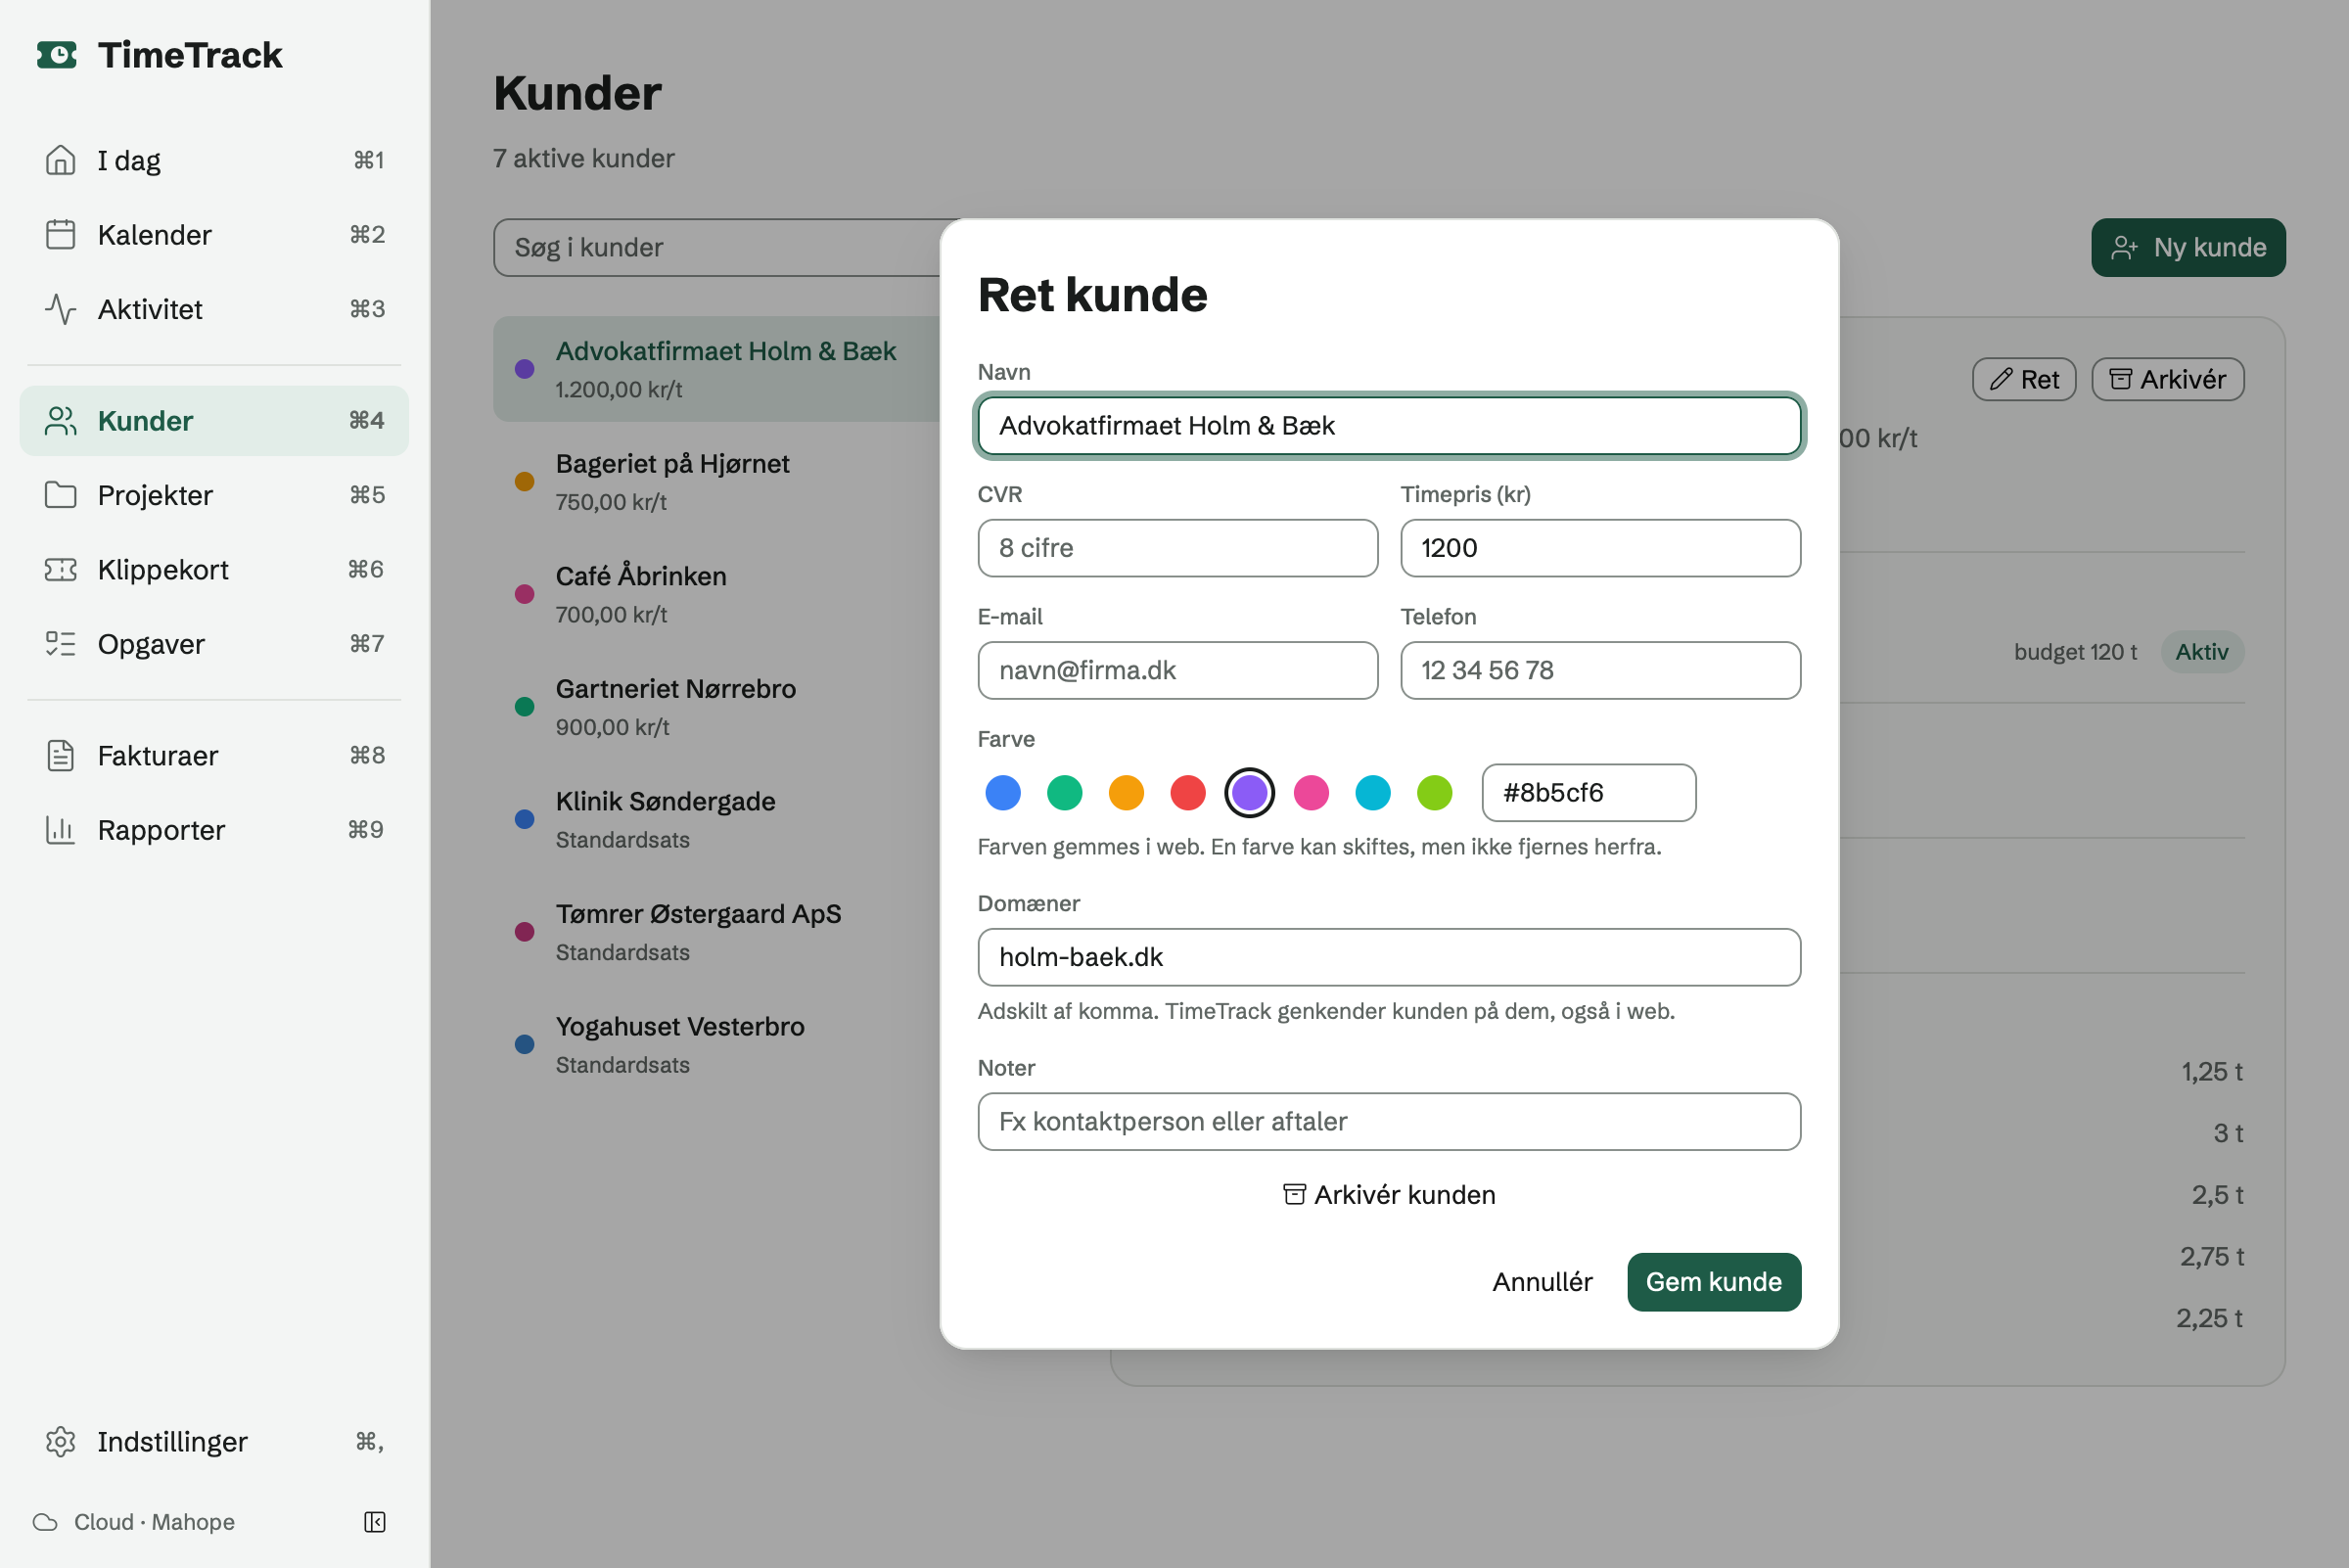 TimeTrack
I dag ⌘1
Kalender ⌘2
Aktivitet ⌘3
Kunder ⌘4
Projekter ⌘5
Klippekort ⌘6
Opgaver ⌘7
Fakturaer ⌘8
Rapporter ⌘9
Indstillinger ⌘,
Cloud · Mahope
Kunder
7 aktive kunder
Søg i kunder
Ny kunde
Advokatfirmaet Holm & Bæk
1.200,00 kr/t
Bageriet på Hjørnet
750,00 kr/t
Café Åbrinken
700,00 kr/t
Gartneriet Nørrebro
900,00 kr/t
Klinik Søndergade
Standardsats
Tømrer Østergaard ApS
Standardsats
Yogahuset Vesterbro
Standardsats
Ret kunde
Navn
Advokatfirmaet Holm & Bæk
CVR Timepris (kr)
8 cifre 1200
E-mail Telefon
navn@firma.dk 12 34 56 78
Farve
#8b5cf6
Farven gemmes i web. En farve kan skiftes, men ikke fjernes herfra.
Domæner
holm-baek.dk
Adskilt af komma. TimeTrack genkender kunden på dem, også i web.
Noter
Fx kontaktperson eller aftaler
Arkivér kunden
Annullér Gem kunde
Ret Arkivér
00 kr/t
budget 120 t Aktiv
1,25 t
3 t
2,5 t
2,75 t
2,25 t